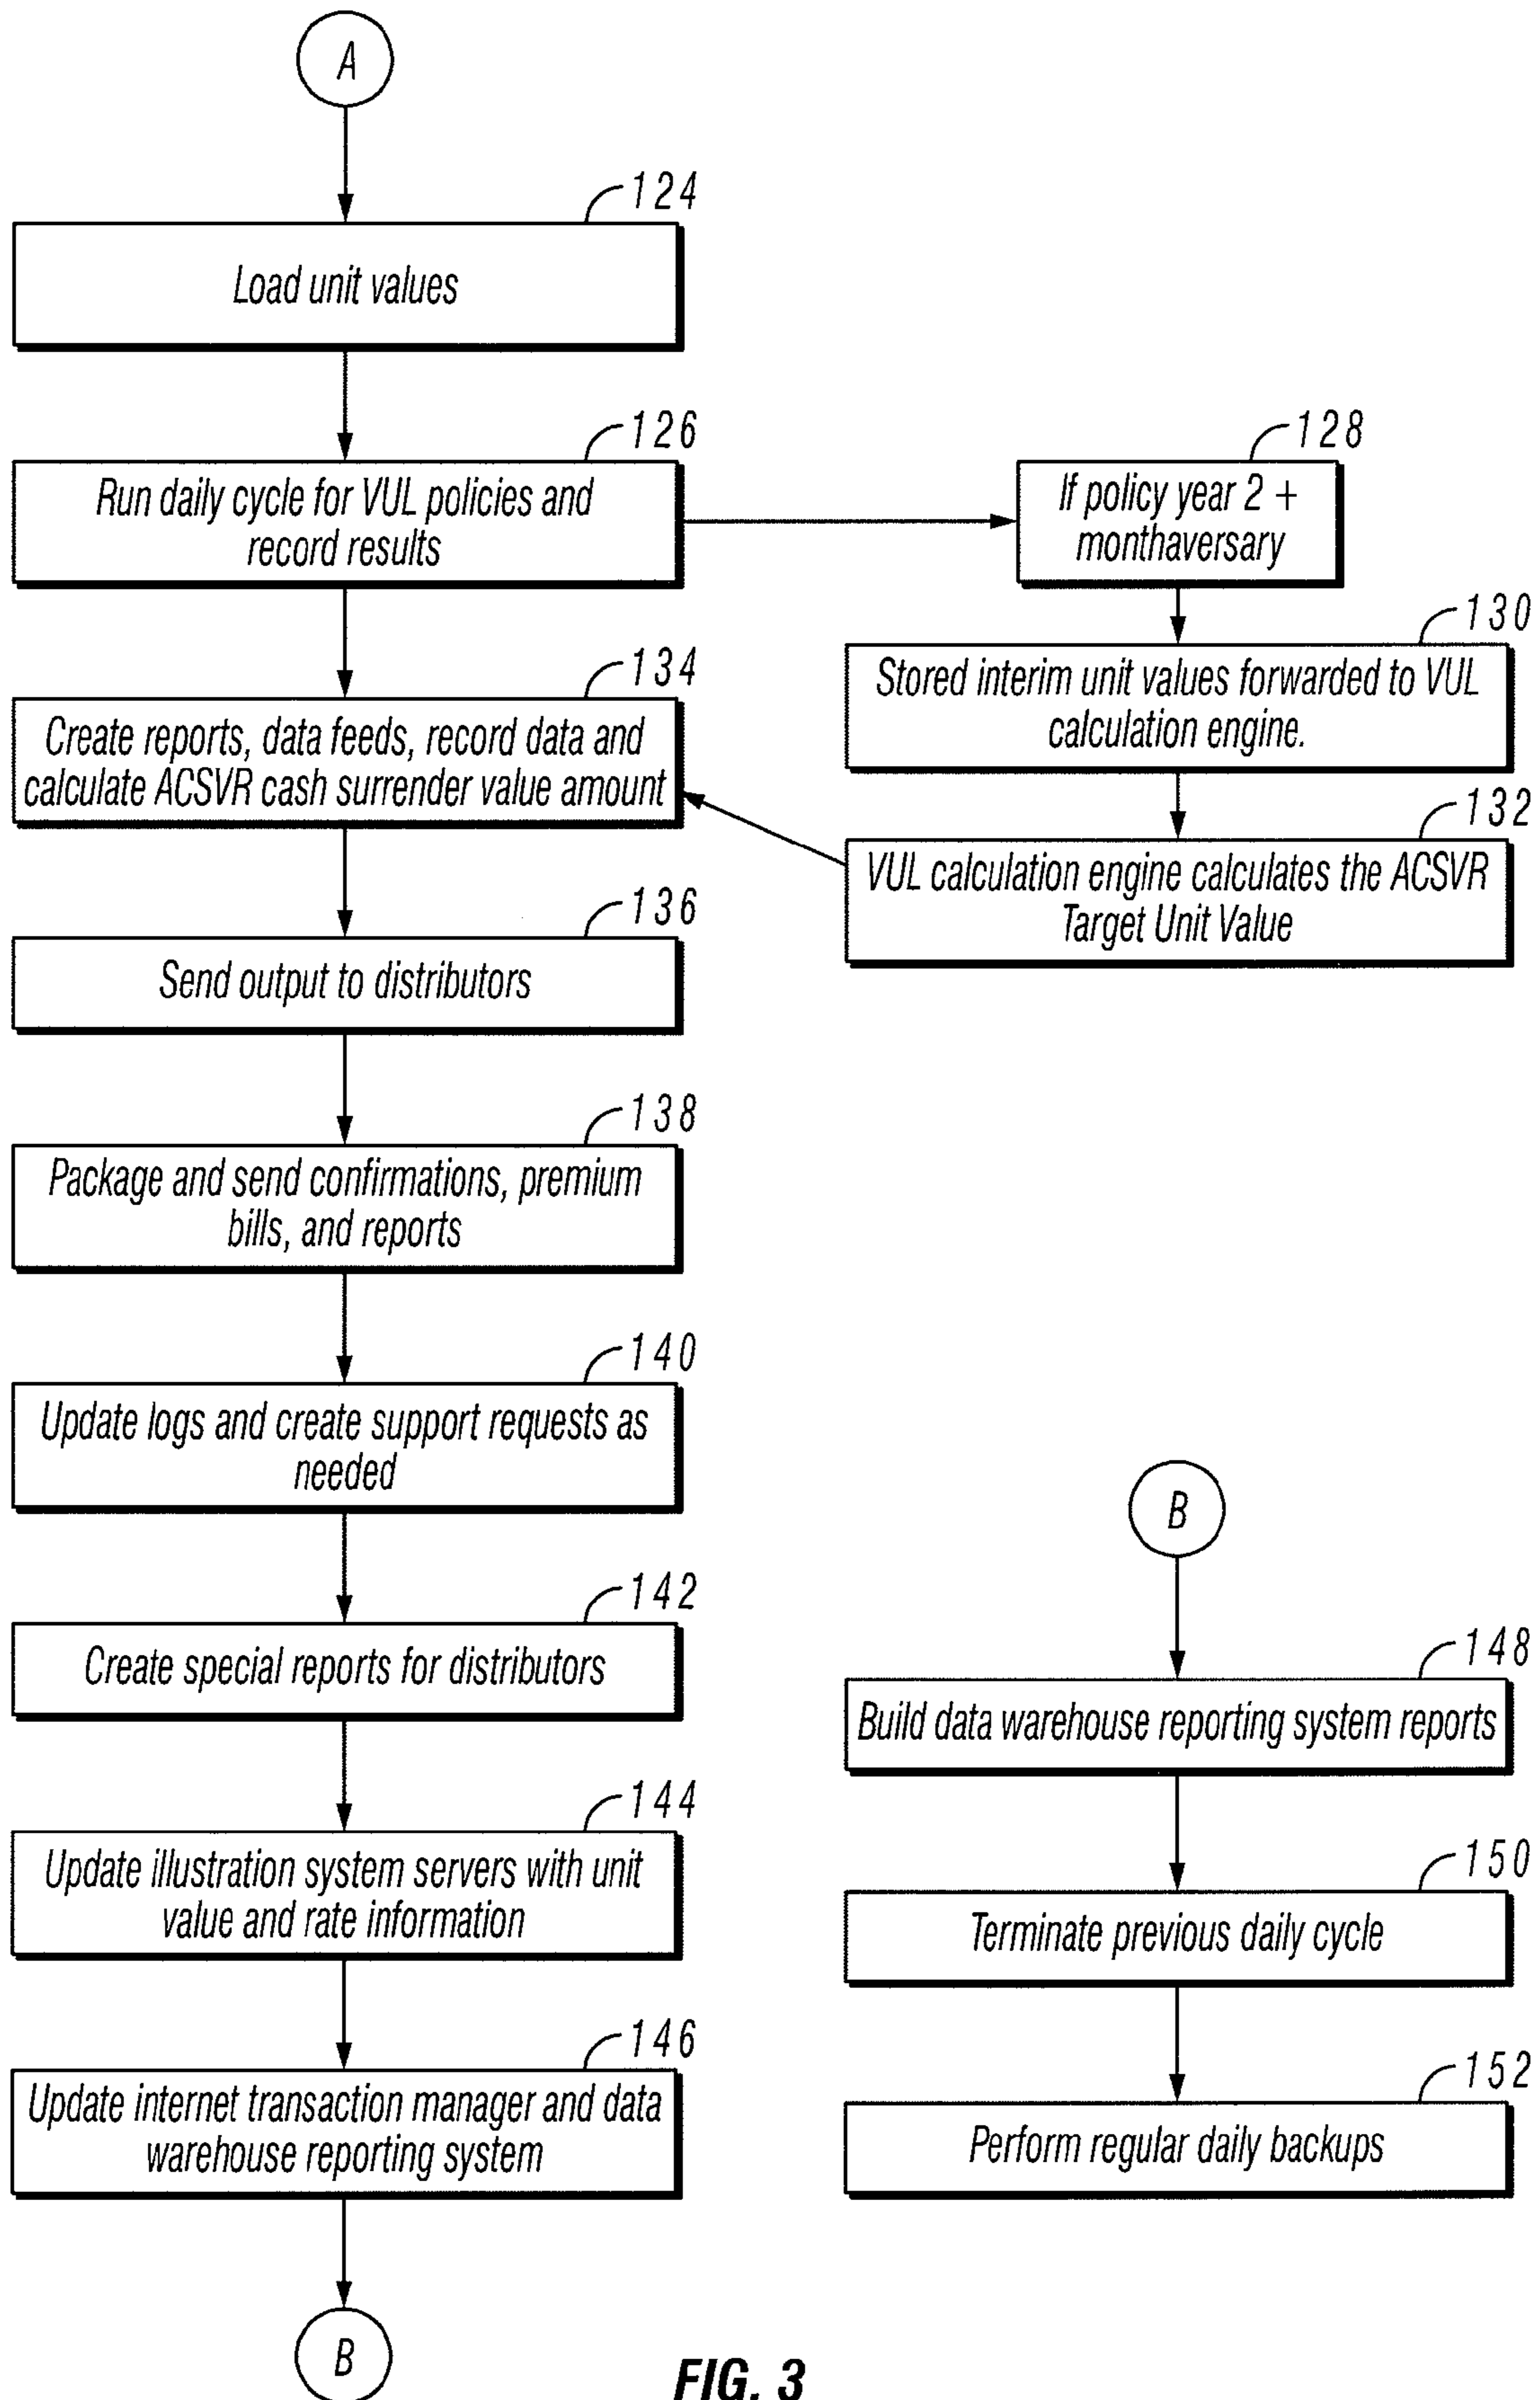 A
124
Load unit values
126
Run daily cycle for VUL policies and
record results
128
If policy year 2 +
monthaversary
130
Stored interim unit values forwarded to VUL
calculation engine.
132
VUL calculation engine calculates the ACSVR
Target Unit Value
134
Create reports, data feeds, record data and
calculate ACSVR cash surrender value amount
136
Send output to distributors
138
Package and send confirmations, premium
bills, and reports
140
Update logs and create support requests as
needed
142
Create special reports for distributors
144
Update illustration system servers with unit
value and rate information
146
Update internet transaction manager and data
warehouse reporting system
B
B
148
Build data warehouse reporting system reports
150
Terminate previous daily cycle
152
Perform regular daily backups
FIG. 3